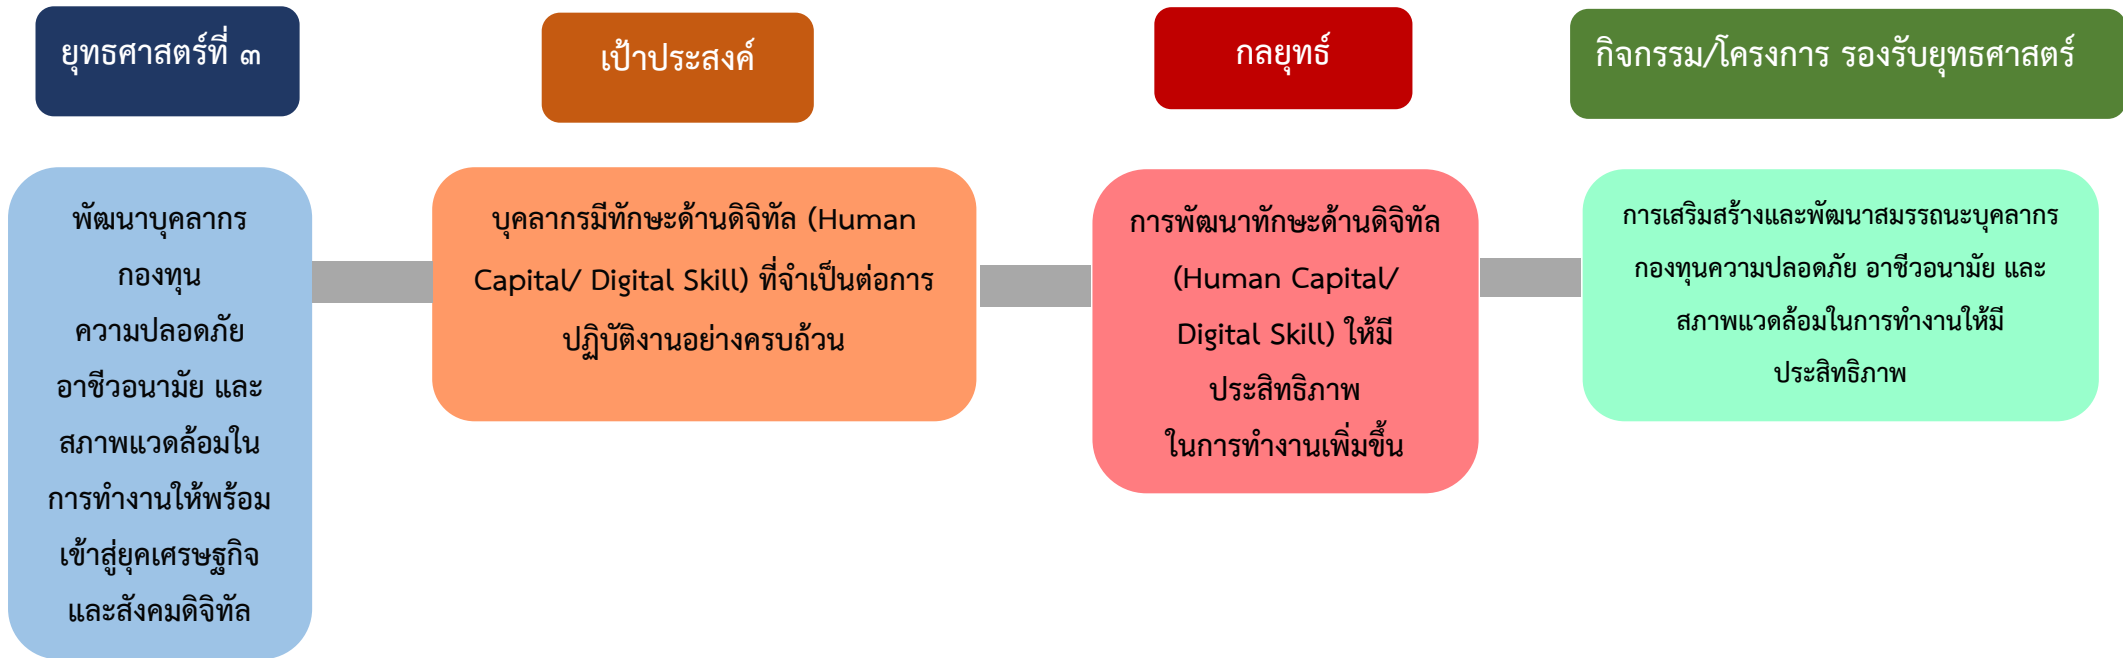 ยุทธศาสตร์ที่ ๓
เป้าประสงค์
กลยุทธ์
กิจกรรม/โครงการ รองรับยุทธศาสตร์
พัฒนาบุคลากร
กองทุน
ความปลอดภัย
อาชีวอนามัย และ
สภาพแวดล้อมใน
การทำงานให้พร้อม
เข้าสู่ยุคเศรษฐกิจ
และสังคมดิจิทัล
บุคลากรมีทักษะด้านดิจิทัล (Human
Capital/ Digital Skill) ที่จำเป็นต่อการ
ปฏิบัติงานอย่างครบถ้วน
การพัฒนาทักษะด้านดิจิทัล
(Human Capital/
Digital Skill) ให้มี
ประสิทธิภาพ
ในการทำงานเพิ่มขึ้น
การเสริมสร้างและพัฒนาสมรรถนะบุคลากร
กองทุนความปลอดภัย อาชีวอนามัย และ
สภาพแวดล้อมในการทำงานให้มี
ประสิทธิภาพ